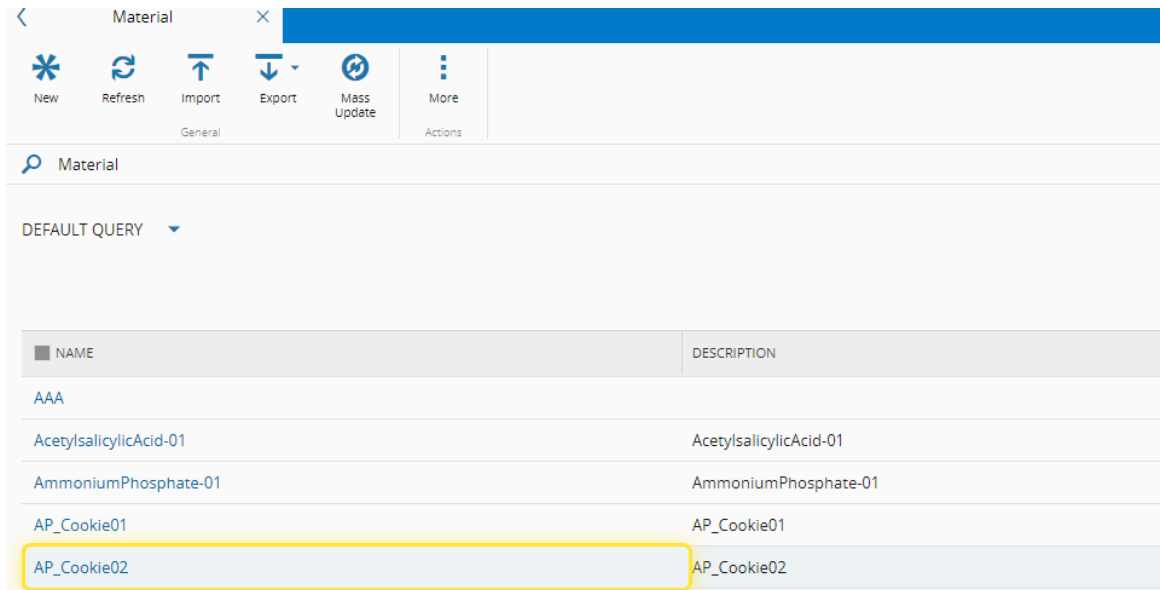 Material
New Refresh Import Export Mass Update More
General Actions
Material
DEFAULT QUERY
NAME DESCRIPTION
AAA
AcetylsalicylicAcid-01 AcetylsalicylicAcid-01
AmmoniumPhosphate-01 AmmoniumPhosphate-01
AP_Cookie01 AP_Cookie01
AP_Cookie02 AP_Cookie02